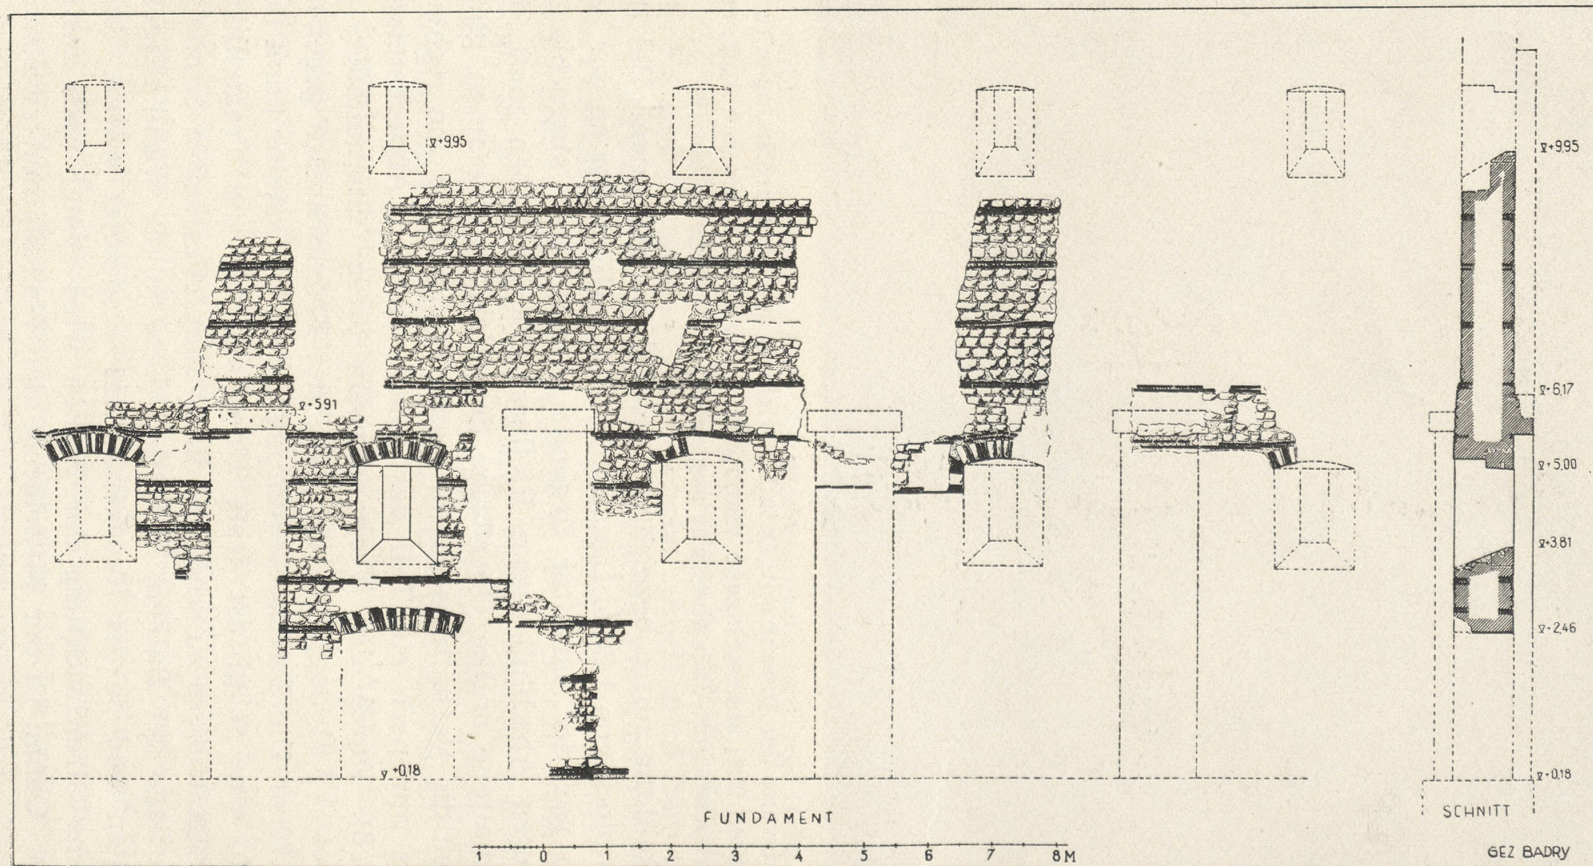 +9,95
+9,95
+6,17
+5,91
+5,00
+3,81
+2,46
+0,18
+0,18
FUNDAMENT
SCHNITT
1 0 1 2 3 4 5 6 7 8 M
GEZ BADRY